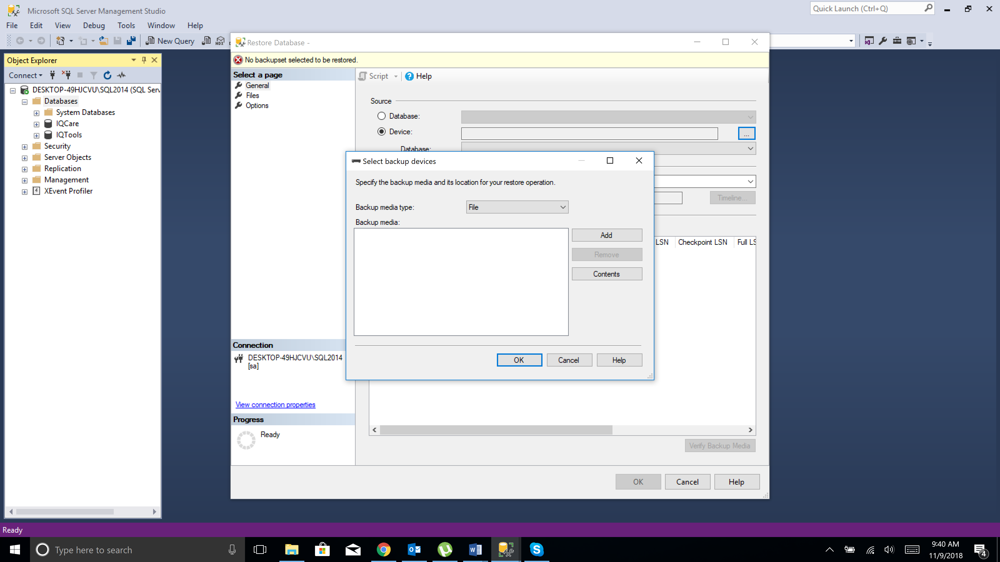 Microsoft SQL Server Management Studio
Quick Launch (Ctrl+Q)
File Edit View Debug Tools Window Help
New Query
MDX
Restore Database -
Object Explorer
No backupset selected to be restored.
Connect
Select a page
Script Help
DESKTOP-49HJCVU\SQL2014 (SQL Serv
General
Files
Options
Databases
System Databases
IQCare
IQTools
Security
Server Objects
Replication
Management
XEvent Profiler
Source
Database:
Device:
...
Database:
Select backup devices
Specify the backup media and its location for your restore operation.
Backup media type: File
Timeline...
Backup media:
Add
Remove
Contents
LSN Checkpoint LSN Full LS
OK Cancel Help
Connection
DESKTOP-49HJCVU\SQL2014
[sa]
View connection properties
Progress
Ready
Verify Backup Media
OK Cancel Help
Ready
Type here to search
9:40 AM
11/9/2018
4